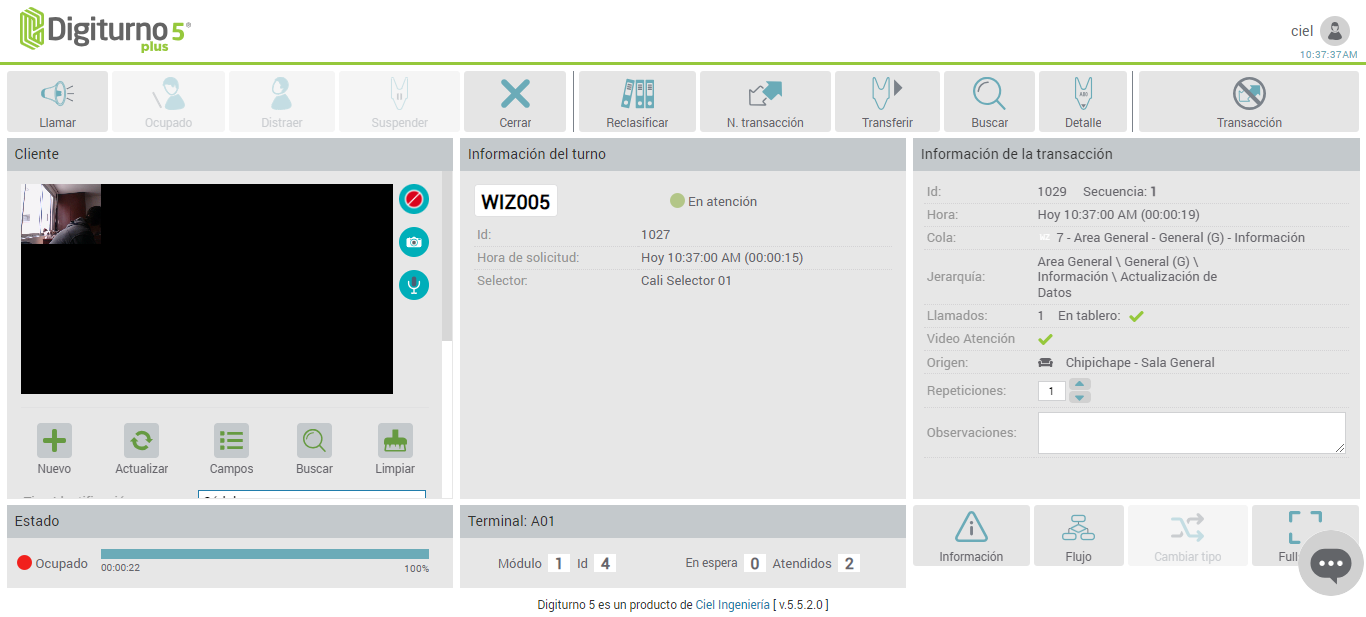 Digiturno 5®
plus
ciel
10:37:37AM
Llamar
Ocupado
Distraer
Suspender
Cerrar
Reclasificar
N. transacción
Transferir
Buscar
Detalle
Transacción
Cliente
Nuevo
Actualizar
Campos
Buscar
Limpiar
Información del turno
WIZ005
En atención
Id: 1027
Hora de solicitud: Hoy 10:37:00 AM (00:00:15)
Selector: Cali Selector 01
Información de la transacción
Id: 1029 Secuencia: 1
Hora: Hoy 10:37:00 AM (00:00:19)
Cola: 7 - Area General - General (G) - Información
Jerarquía: Area General \ General (G) \
Información \ Actualización de
Datos
Llamados: 1 En tablero:
Video Atención
Origen: Chipichape - Sala General
Repeticiones: 1
Observaciones:
Estado
Ocupado
00:00:22
100%
Terminal: A01
Módulo 1 Id 4 En espera 0 Atendidos 2
Información
Flujo
Cambiar tipo
Full
Digiturno 5 es un producto de Ciel Ingeniería [ v.5.5.2.0 ]